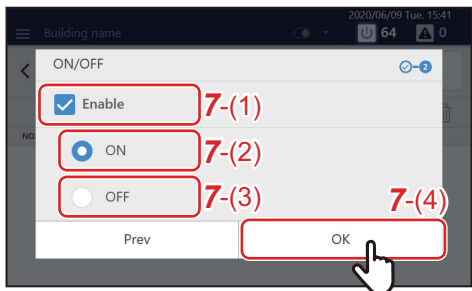 2020/06/09 Tue. 15:41
Building name
64
0
ON/OFF
2
Enable
7-(1)
NO.
ON
7-(2)
OFF
7-(3)
7-(4)
Prev
OK